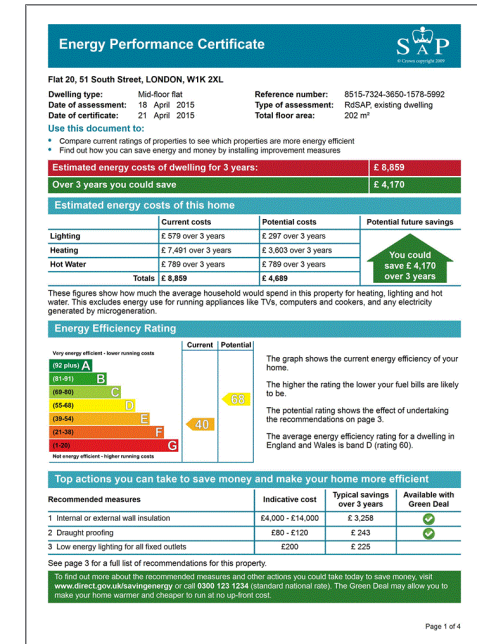 Energy Performance Certificate
SAP
© Crown copyright 2009
Flat 20, 51 South Street, LONDON, W1K 2XL
Dwelling type: Mid-floor flat Reference number: 8515-7324-3650-1578-5992
Date of assessment: 18 April 2015 Type of assessment: RdSAP, existing dwelling
Date of certificate: 21 April 2015 Total floor area: 202 m²
Use this document to:
• Compare current ratings of properties to see which properties are more energy efficient
• Find out how you can save energy and money by installing improvement measures
Estimated energy costs of dwelling for 3 years: £ 8,859
Over 3 years you could save £ 4,170
Estimated energy costs of this home
Current costs Potential costs Potential future savings
Lighting £ 579 over 3 years £ 297 over 3 years
Heating £ 7,491 over 3 years £ 3,603 over 3 years
Hot Water £ 789 over 3 years £ 789 over 3 years
Totals £ 8,859 £ 4,689
You could
save £ 4,170
over 3 years
These figures show how much the average household would spend in this property for heating, lighting and hot
water. This excludes energy use for running appliances like TVs, computers and cookers, and any electricity
generated by microgeneration.
Energy Efficiency Rating
Current Potential
Very energy efficient - lower running costs
(92 plus) A
(81-91) B
(69-80) C
(55-68) D
(39-54) E
(21-38) F
(1-20) G
Not energy efficient - higher running costs
40
68
The graph shows the current energy efficiency of your
home.
The higher the rating the lower your fuel bills are likely
to be.
The potential rating shows the effect of undertaking
the recommendations on page 3.
The average energy efficiency rating for a dwelling in
England and Wales is band D (rating 60).
Top actions you can take to save money and make your home more efficient
Recommended measures Indicative cost Typical savings over 3 years Available with Green Deal
1 Internal or external wall insulation £4,000 - £14,000 £ 3,258
2 Draught proofing £80 - £120 £ 243
3 Low energy lighting for all fixed outlets £200 £ 225
See page 3 for a full list of recommendations for this property.
To find out more about the recommended measures and other actions you could take today to save money, visit
www.direct.gov.uk/savingenergy or call 0300 123 1234 (standard national rate). The Green Deal may allow you to
make your home warmer and cheaper to run at no up-front cost.
Page 1 of 4